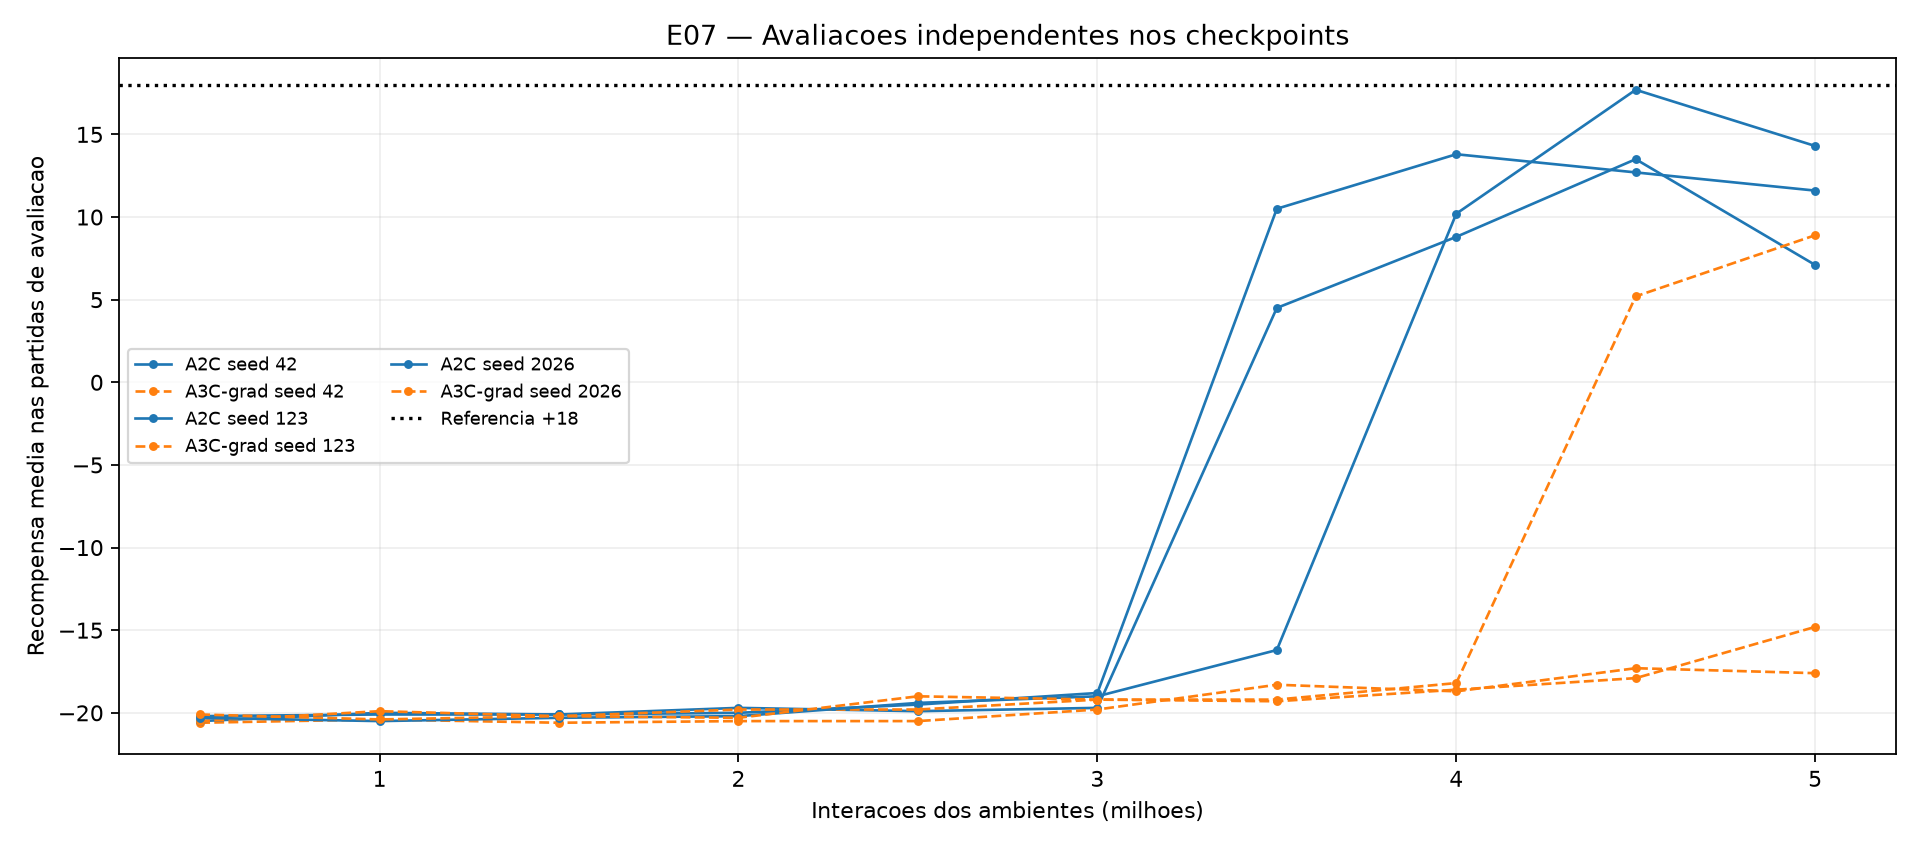 E07 — Avaliacoes independentes nos checkpoints
Recompensa media nas partidas de avaliacao
15
10
5
0
−5
−10
−15
−20
A2C seed 42
A3C-grad seed 42
A2C seed 123
A3C-grad seed 123
A2C seed 2026
A3C-grad seed 2026
Referencia +18
1
2
3
4
5
Interacoes dos ambientes (milhoes)